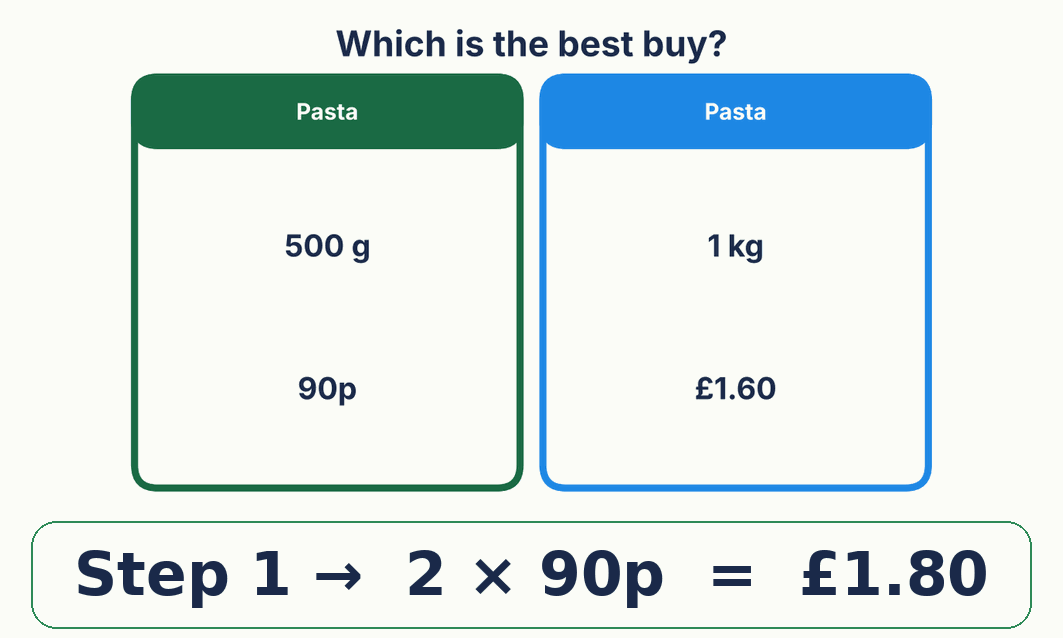 Which is the best buy?
Pasta
500 g
90p
Pasta
1 kg
£1.60
Step 1 → 2 × 90p = £1.80